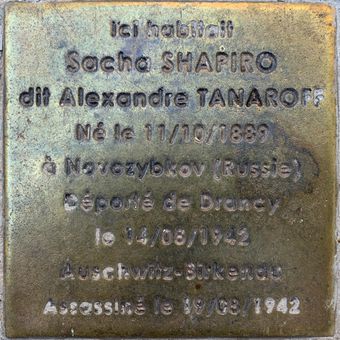 Ici habitait
Sacha SHAPIRO
dit Alexandre TANAROFF
Né le 11/10/1889
à Novozybkov (Russie)
Déporté de Drancy
le 14/08/1942
Auschwitz-Birkenau
Assassiné le 19/08/1942